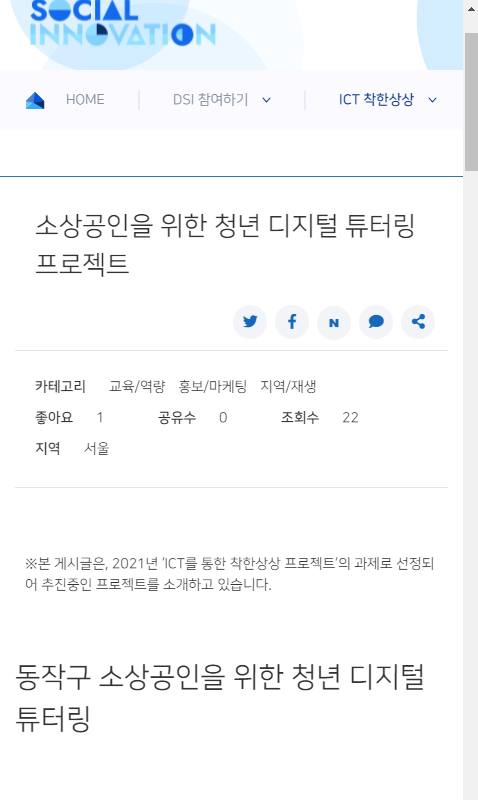 SOCIAL
INNOVATION
HOME DSI 참여하기 ICT 착한상상
소상공인을 위한 청년 디지털 튜터링
프로젝트
N
카테고리 교육/역량 홍보/마케팅 지역/재생
좋아요 1 공유수 0 조회수 22
지역 서울
※본 게시글은, 2021년 'ICT를 통한 착한상상 프로젝트'의 과제로 선정되
어 추진중인 프로젝트를 소개하고 있습니다.
동작구 소상공인을 위한 청년 디지털
튜터링